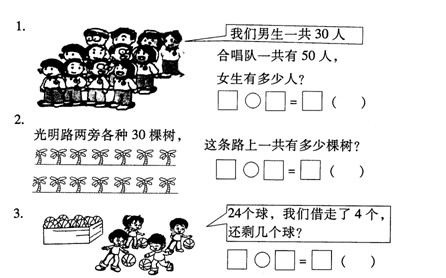 1.
我们男生一共30人
合唱队一共有50人，
女生有多少人？
□○□=□（ ）
2.
光明路两旁各种30棵树，
这条路上一共有多少棵树？
□○□=□（ ）
3.
24个球，我们借走了4个，
还剩几个球？
□○□=□（ ）